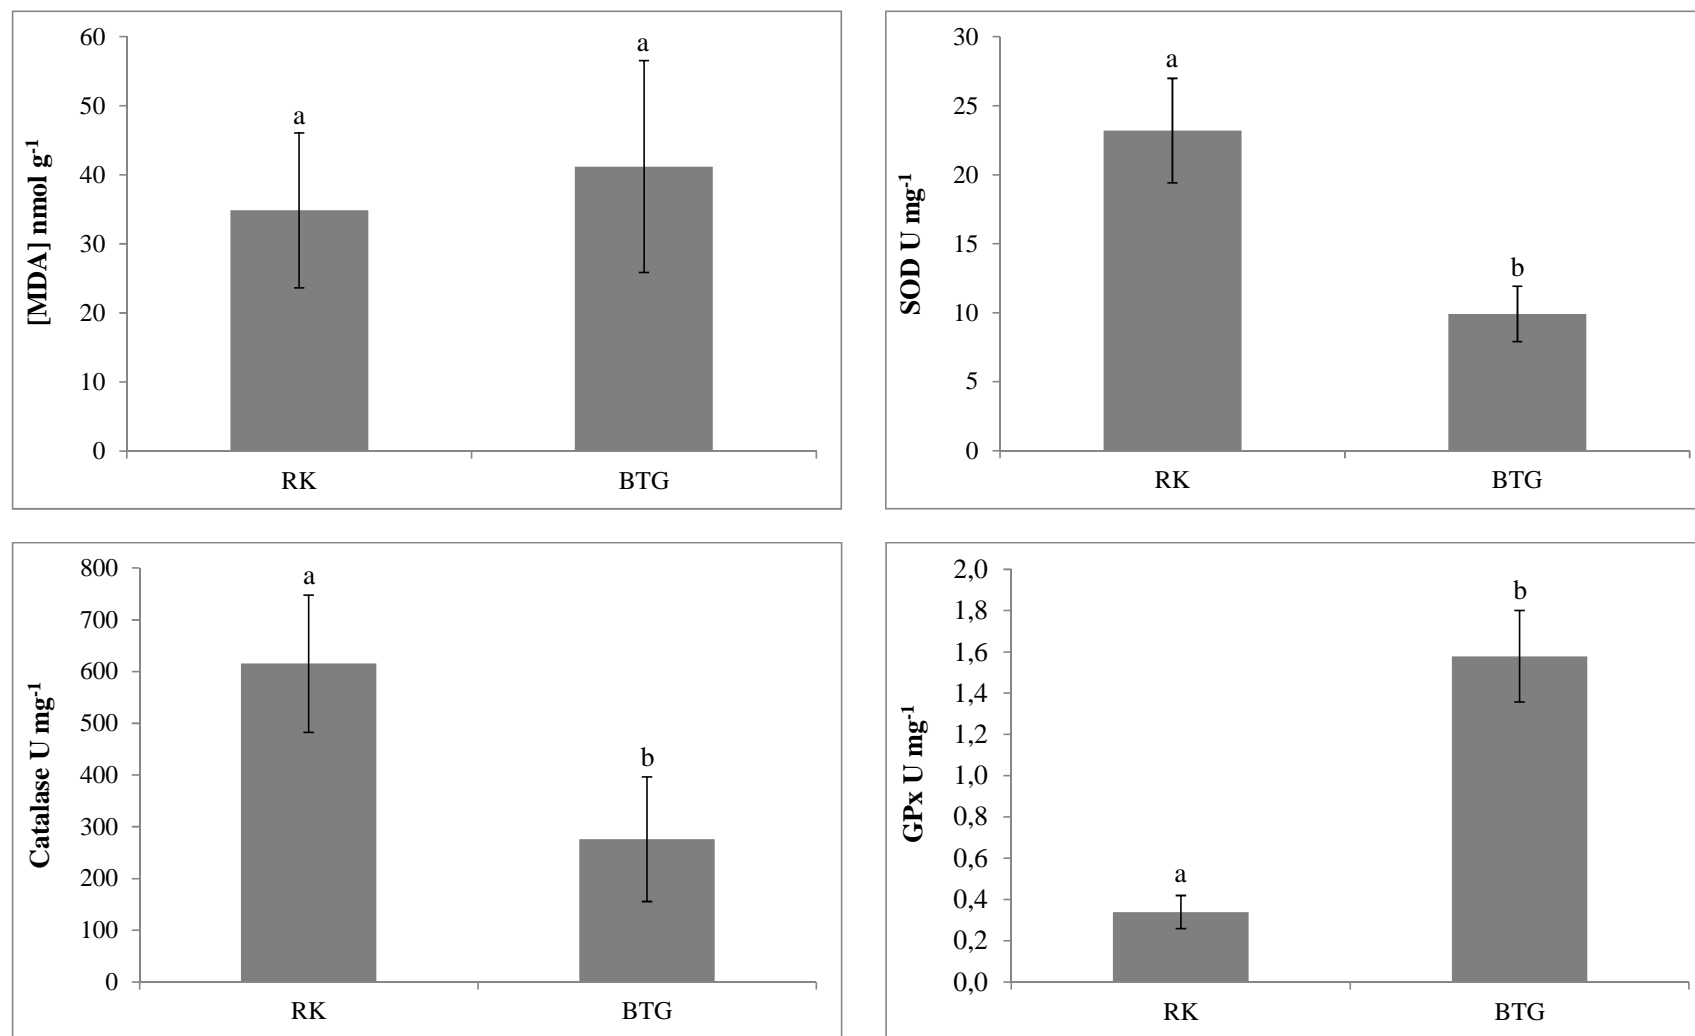 60
50
40
30
20
10
0
[MDA] nmol g⁻¹
a
a
RK
BTG
30
25
20
15
10
5
0
SOD U mg⁻¹
a
b
RK
BTG
800
700
600
500
400
300
200
100
0
Catalase U mg⁻¹
a
b
RK
BTG
2,0
1,8
1,6
1,4
1,2
1,0
0,8
0,6
0,4
0,2
0,0
GPx U mg⁻¹
a
b
RK
BTG